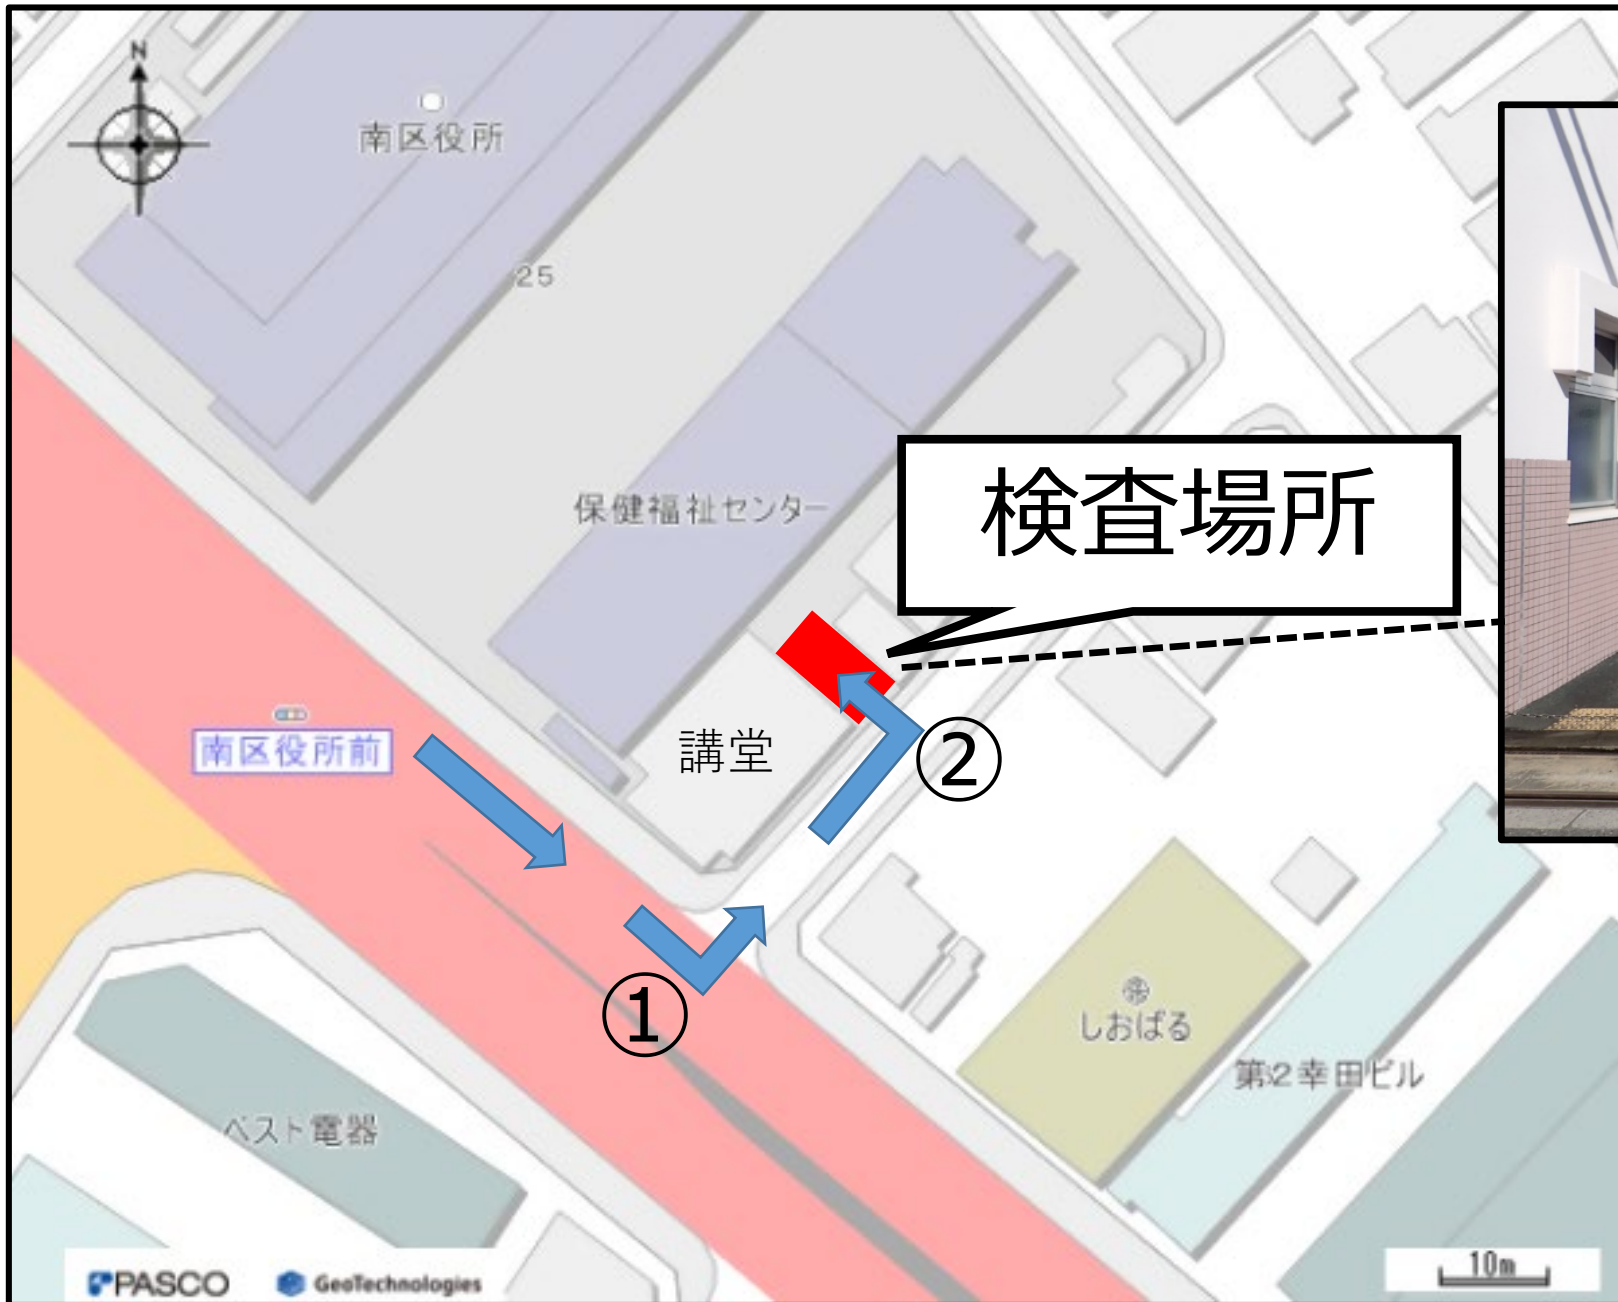 N
南区役所
25
保健福祉センター
検査場所
南区役所前
講堂
②
①
しおばる
第2幸田ビル
ベスト電器
PASCO
GeoTechnologies
10m